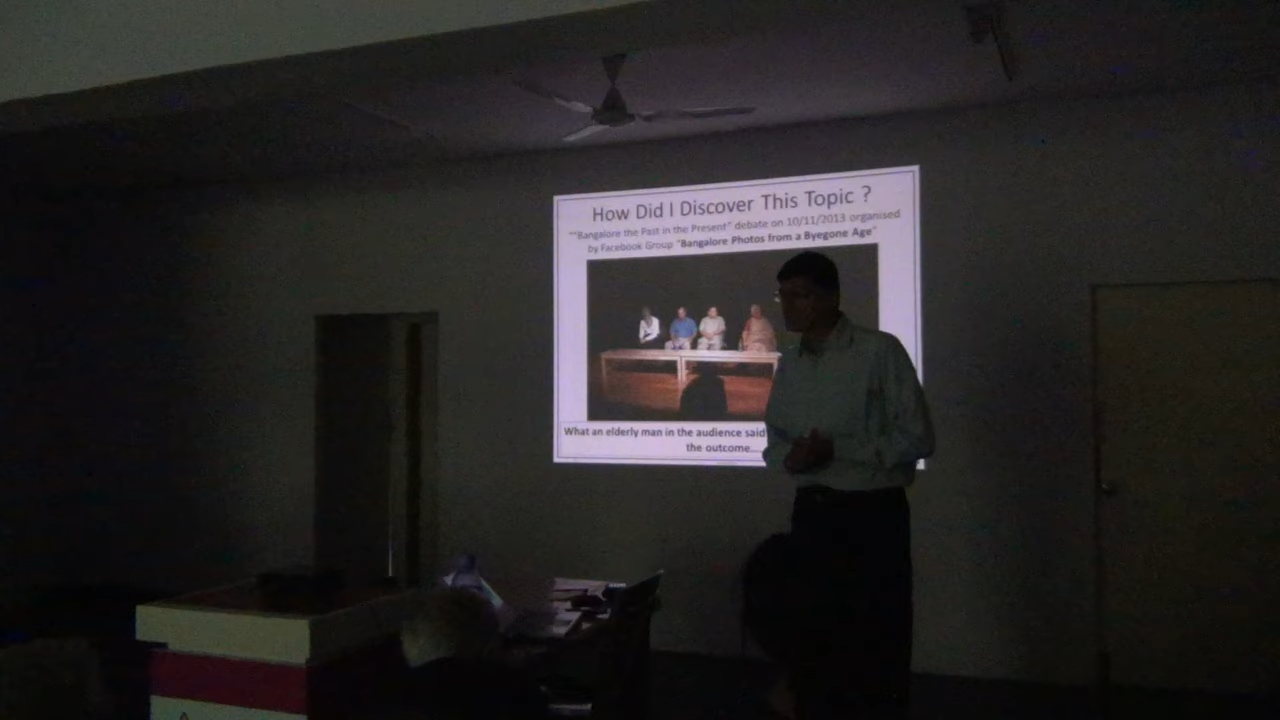 How Did I Discover This Topic ?
""Bangalore the Past in the Present" debate on 10/11/2013 organised
by Facebook Group "Bangalore Photos from a Byegone Age"
What an elderly man in the audience said
the outcome....